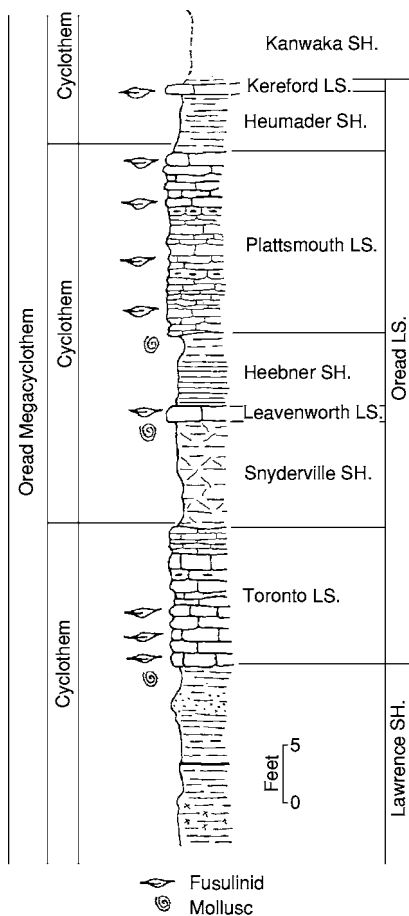 Kanwaka SH.
Kereford LS.
Heumader SH.
Plattsmouth LS.
Heebner SH.
Leavenworth LS.
Snyderville SH.
Toronto LS.
Oread Megacyclothem
Cyclothem
Cyclothem
Cyclothem
Oread LS.
Lawrence SH.
5
Feet
0
Fusulinid
Mollusc